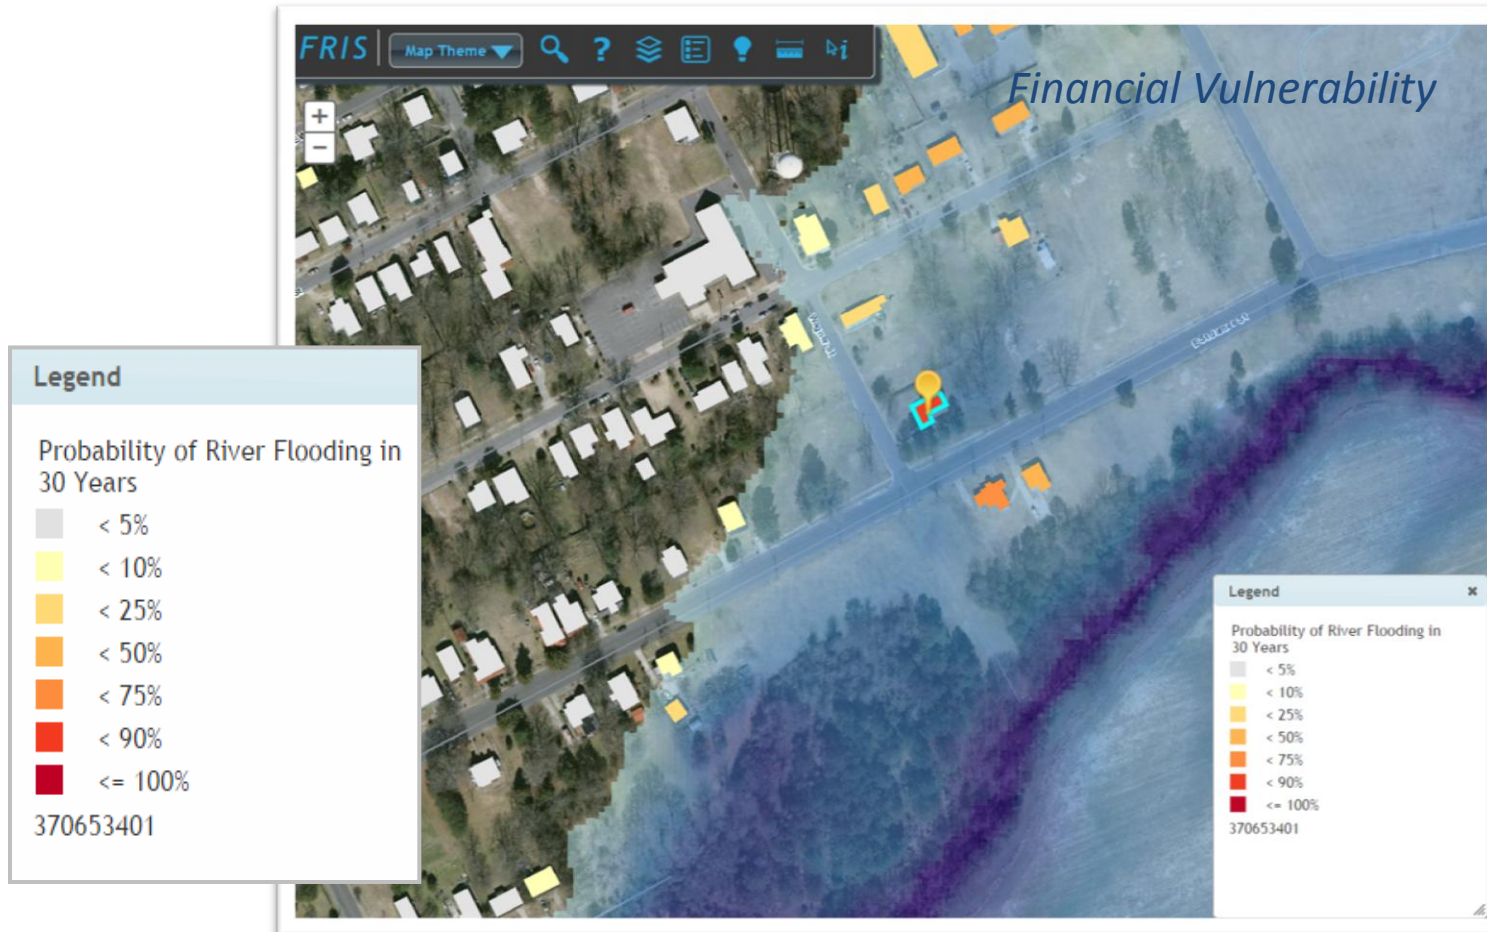 FRIS
Map Theme
?
i
Financial Vulnerability
+
−
Legend
Probability of River Flooding in
30 Years
< 5%
< 10%
< 25%
< 50%
< 75%
< 90%
<= 100%
370653401
Legend
Probability of River Flooding in
30 Years
< 5%
< 10%
< 25%
< 50%
< 75%
< 90%
<= 100%
370653401